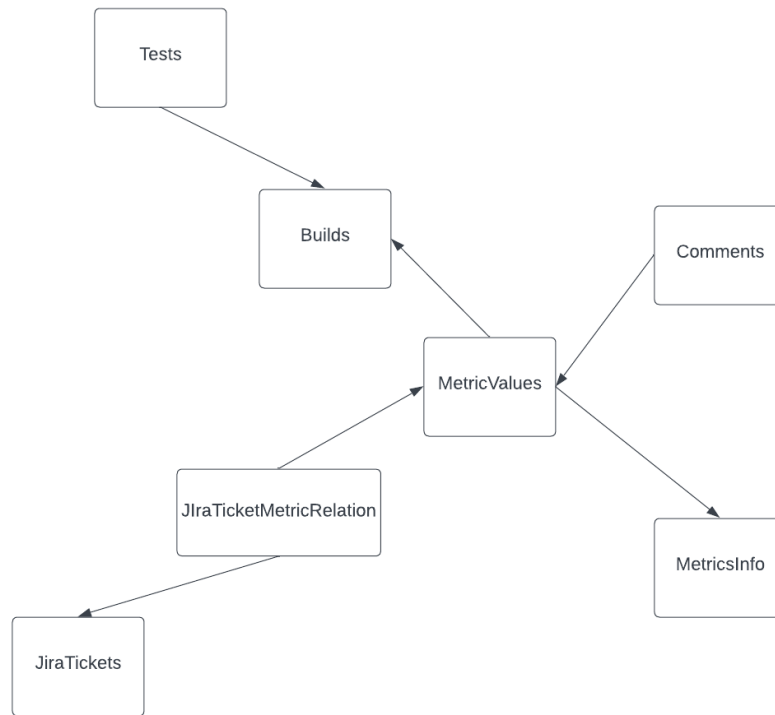 Tests
Builds
Comments
MetricValues
JIraTicketMetricRelation
MetricsInfo
JiraTickets